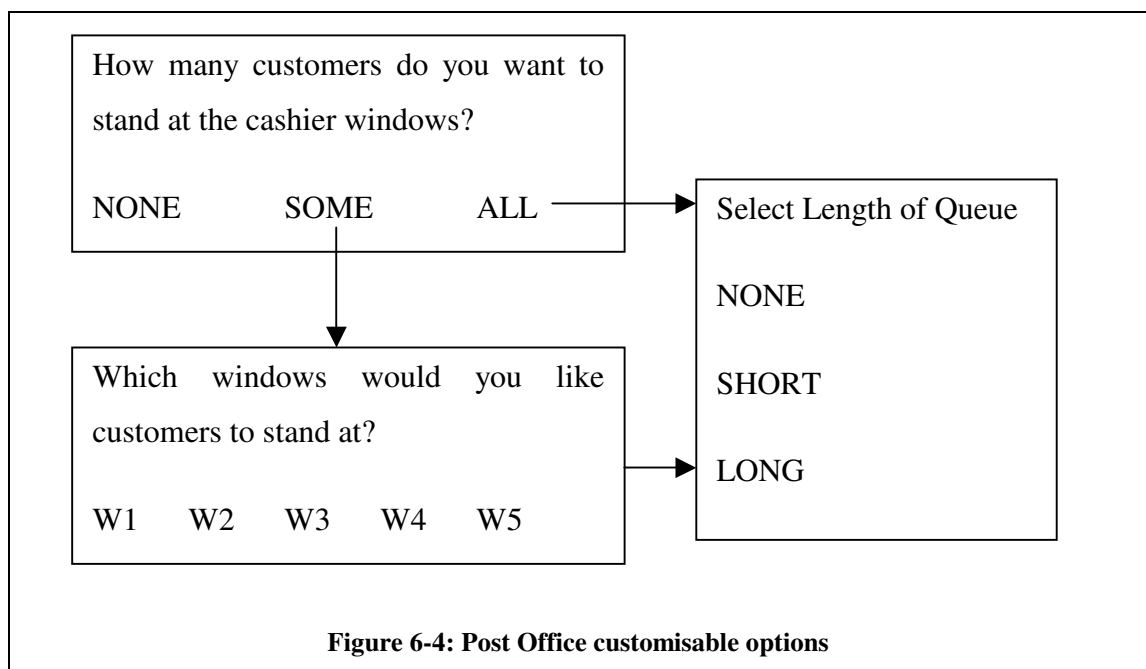 How many customers do you want to
stand at the cashier windows?
NONE SOME ALL
Which windows would you like
customers to stand at?
W1 W2 W3 W4 W5
Select Length of Queue
NONE
SHORT
LONG
Figure 6-4: Post Office customisable options